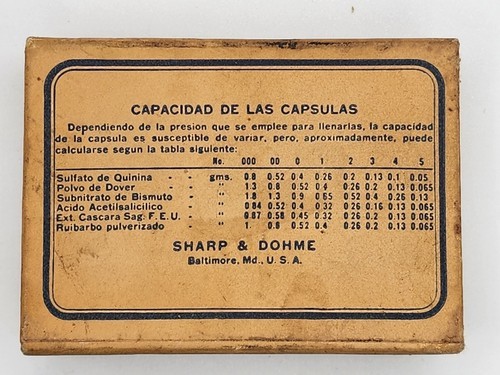 CAPACIDAD DE LAS CAPSULAS
Dependiendo de la presion que se emplee para llenarlas, la capacidad
de la capsula es susceptible de variar, pero, aproximadamente, puede
calcularse segun la tabla siguiente:
No. 000 00 0 1 2 3 4 5
Sulfato de Quinina - - gms. 0.8 0.52 0.4 0.26 0.2 0.13 0.1 0.05
Polvo de Dover - - " 1.3 0.8 0.52 0.4 0.26 0.2 0.13 0.065
Subnitrato de Bismuto - " 1.8 1.3 0.9 0.65 0.52 0.4 0.26 0.13
Acido Acetilsalicilico - " 0.84 0.52 0.4 0.32 0.26 0.16 0.13 0.065
Ext. Cascara Sag. F.E.U. - " 0.87 0.58 0.45 0.32 0.26 0.2 0.13 0.065
Ruibarbo pulverizado - " 1. 0.8 0.52 0.4 0.26 0.2 0.13 0.065
SHARP & DOHME
Baltimore, Md., U. S. A.